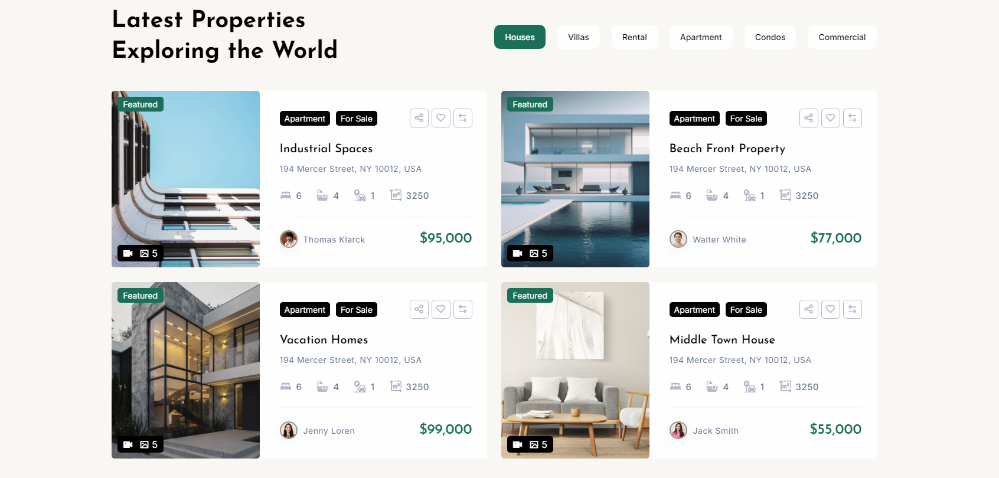 Latest Properties
Exploring the World
Houses
Villas
Rental
Apartment
Condos
Commercial
Featured
Apartment
For Sale
Industrial Spaces
194 Mercer Street, NY 10012, USA
6 4 1 m² 3250
Thomas Klarck
$95,000
5
Featured
Apartment
For Sale
Beach Front Property
194 Mercer Street, NY 10012, USA
6 4 1 m² 3250
Walter White
$77,000
5
Featured
Apartment
For Sale
Vacation Homes
194 Mercer Street, NY 10012, USA
6 4 1 m² 3250
Jenny Loren
$99,000
5
Featured
Apartment
For Sale
Middle Town House
194 Mercer Street, NY 10012, USA
6 4 1 m² 3250
Jack Smith
$55,000
5